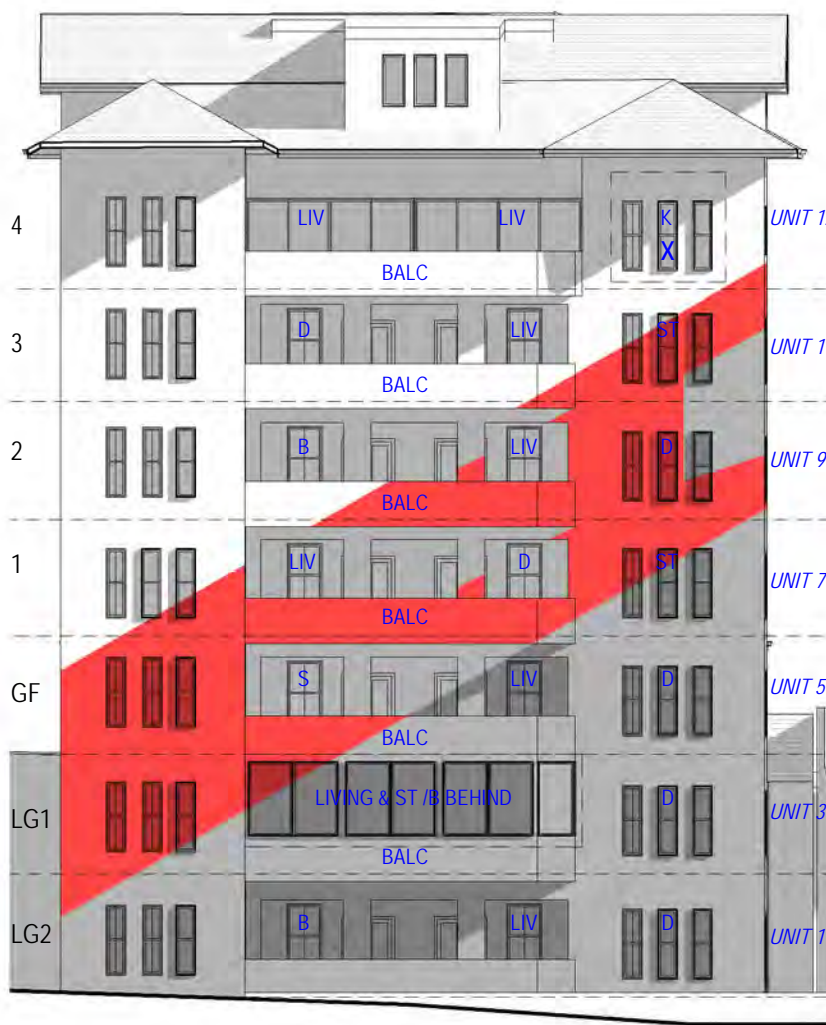 4 LIV LIV K UNIT 1
X
BALC
3 D LIV ST UNIT 1
BALC
2 B LIV D UNIT 9
BALC
1 LIV D ST UNIT 7
BALC
GF S LIV D UNIT 5
BALC
LG1 LIVING & ST /B BEHIND D UNIT 3
BALC
LG2 B LIV D UNIT 1